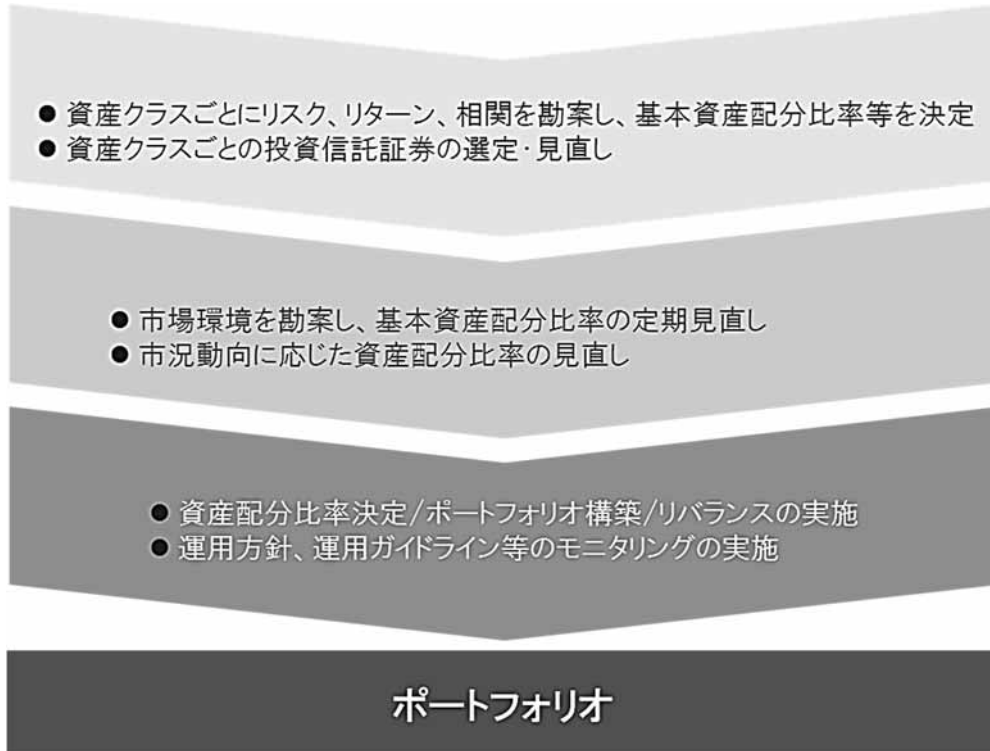 ● 資産クラスごとにリスク、リターン、相関を勘案し、基本資産配分比率等を決定
● 資産クラスごとの投資信託証券の選定・見直し
● 市場環境を勘案し、基本資産配分比率の定期見直し
● 市況動向に応じた資産配分比率の見直し
● 資産配分比率決定/ポートフォリオ構築/リバランスの実施
● 運用方針、運用ガイドライン等のモニタリングの実施
ポートフォリオ